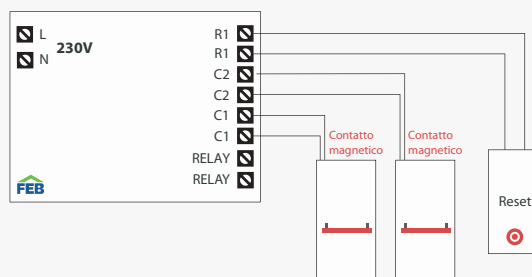 L
230V
N
R1
R1
C2
C2
C1
C1
RELAY
RELAY
FEB
Contatto
magnetico
Contatto
magnetico
Reset